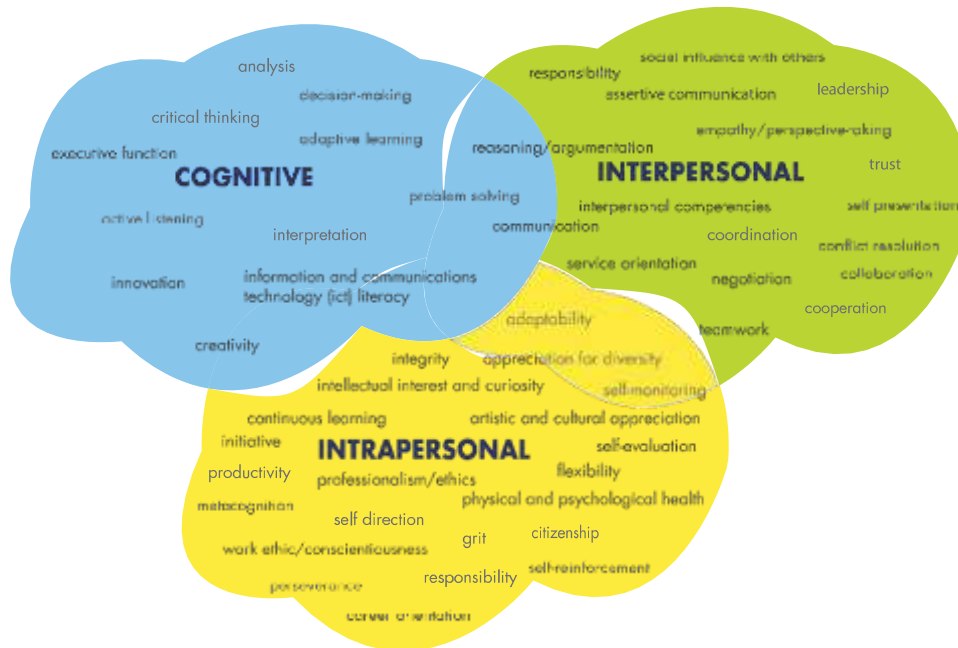 analysis
decision-making
critical thinking
adaptive learning
executive function
COGNITIVE
problem solving
active listening
interpretation
innovation
information and communications
technology (ict) literacy
creativity
social influence with others
responsibility
leadership
assertive communication
empathy/perspective-taking
reasoning/argumentation
trust
INTERPERSONAL
interpersonal competencies
self presentation
communication
coordination
conflict resolution
service orientation
negotiation
collaboration
cooperation
teamwork
adaptability
appreciation for diversity
self-monitoring
integrity
intellectual interest and curiosity
continuous learning
artistic and cultural appreciation
initiative
self-evaluation
INTRAPERSONAL
productivity
flexibility
professionalism/ethics
physical and psychological health
metacognition
self direction
citizenship
grit
work ethic/conscientiousness
self-reinforcement
responsibility
perseverance
career orientation